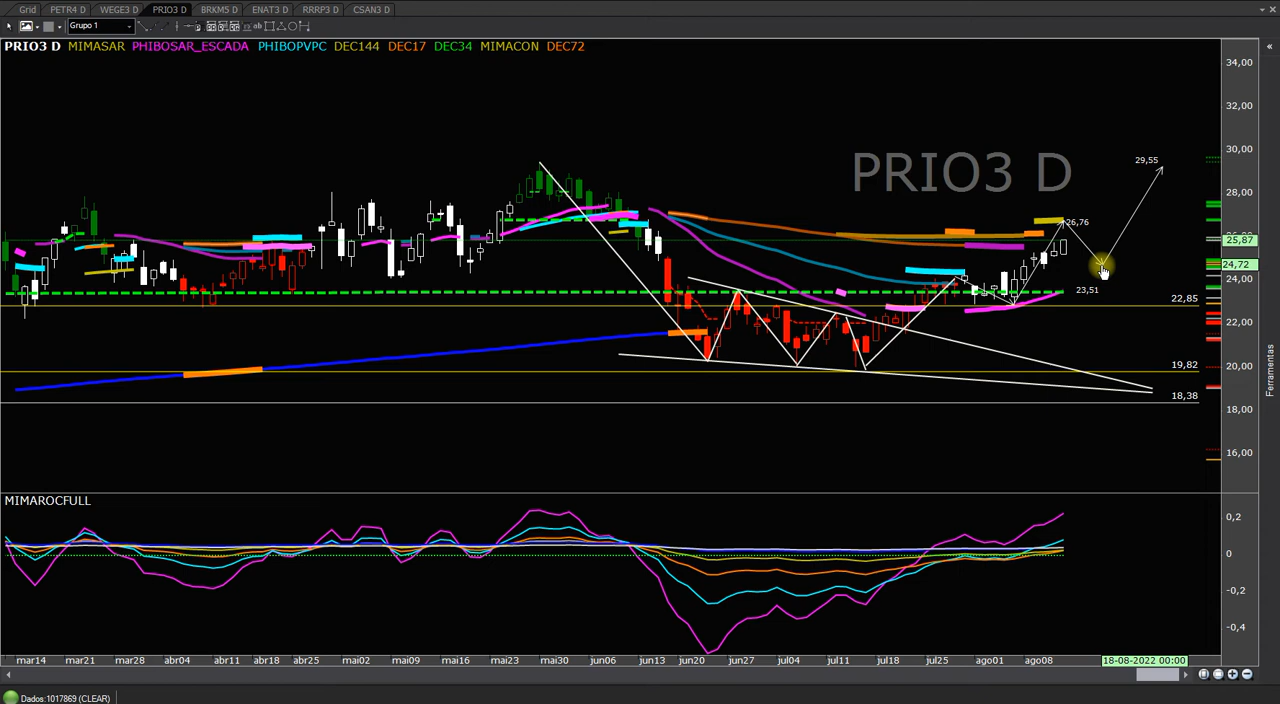 Grid PETR4 D WEGE3 D PRIO3 D BRKM5 D ENAT3 D RRRP3 D CSAN3 D
Grupo 1
PRIO3 D MIMASAR PHIBOSAR_ESCADA PHIBOPVPC DEC144 DEC17 DEC34 MIMACON DEC72
34,00
32,00
30,00
28,00
25,87
24,72
24,00
22,00
20,00
18,00
16,00
PRIO3 D
29,55
26,76
23,51
22,85
19,82
18,38
Ferramentas
MIMAROCFULL
0,2
0
-0,2
-0,4
mar14 mar21 mar28 abr04 abr11 abr18 abr25 mai02 mai09 mai16 mai23 mai30 jun06 jun13 jun20 jun27 jul04 jul11 jul18 jul25 ago01 ago08 18-08-2022 00:00
Dados:1017869 (CLEAR)